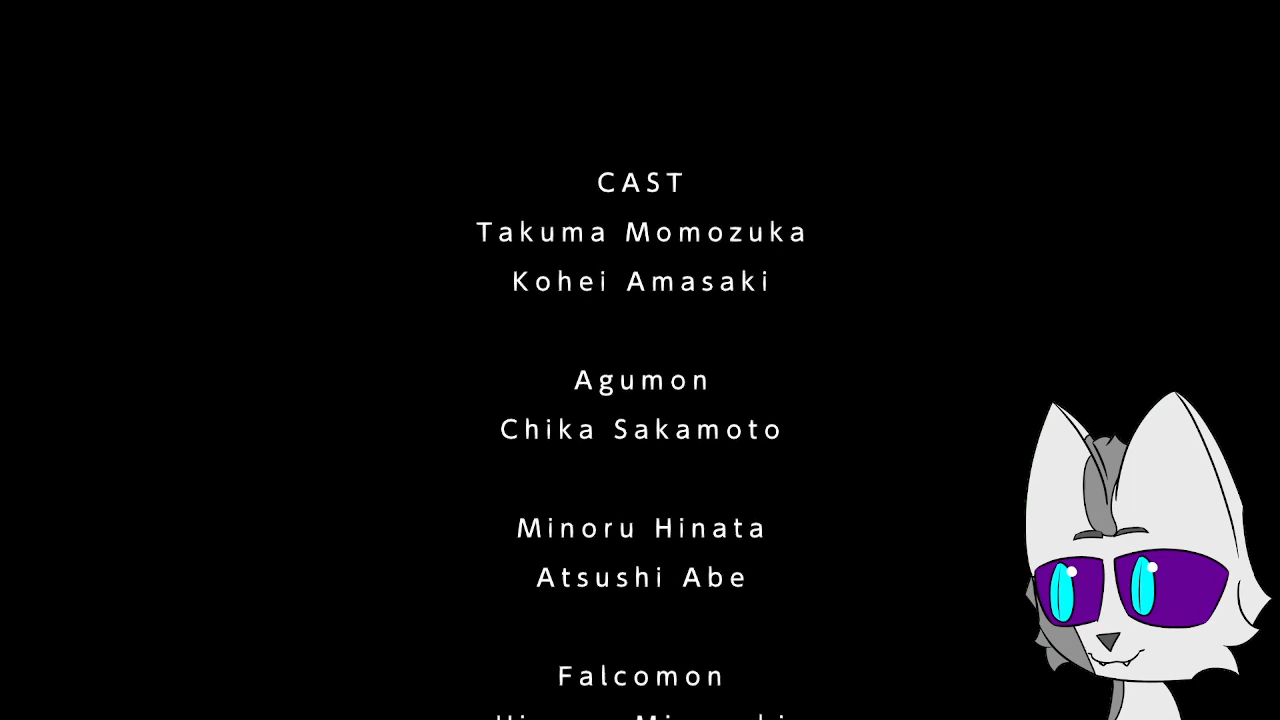 CAST
Takuma Momozuka
Kohei Amasaki
Agumon
Chika Sakamoto
Minoru Hinata
Atsushi Abe
Falcomon